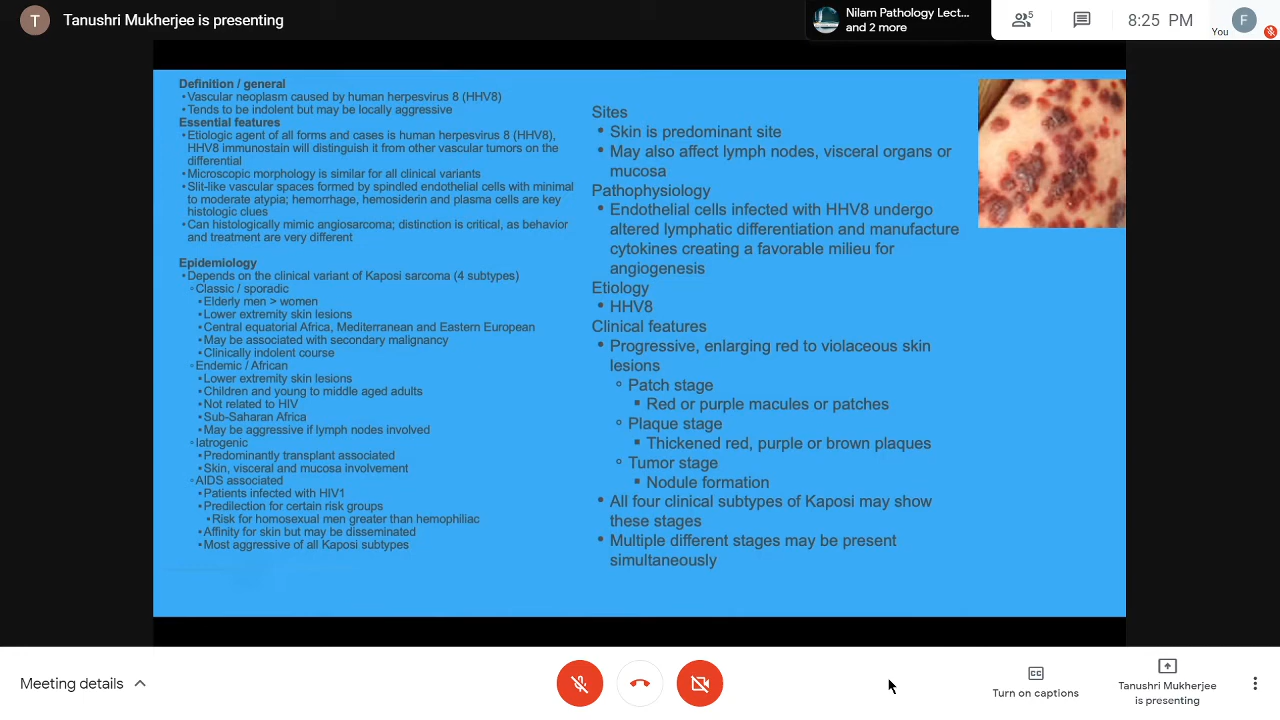 T
Tanushri Mukherjee is presenting
Nilam Pathology Lect...
and 2 more
5
8:25 PM
You
F
Definition / general
•Vascular neoplasm caused by human herpesvirus 8 (HHV8)
•Tends to be indolent but may be locally aggressive
Essential features
•Etiologic agent of all forms and cases is human herpesvirus 8 (HHV8),
HHV8 immunostain will distinguish it from other vascular tumors on the
differential
•Microscopic morphology is similar for all clinical variants
•Slit-like vascular spaces formed by spindled endothelial cells with minimal
to moderate atypia; hemorrhage, hemosiderin and plasma cells are key
histologic clues
•Can histologically mimic angiosarcoma; distinction is critical, as behavior
and treatment are very different
Epidemiology
•Depends on the clinical variant of Kaposi sarcoma (4 subtypes)
◦Classic / sporadic
▪Elderly men > women
▪Lower extremity skin lesions
▪Central equatorial Africa, Mediterranean and Eastern European
▪May be associated with secondary malignancy
▪Clinically indolent course
◦Endemic / African
▪Lower extremity skin lesions
▪Children and young to middle aged adults
▪Not related to HIV
▪Sub-Saharan Africa
▪May be aggressive if lymph nodes involved
◦Iatrogenic
▪Predominantly transplant associated
▪Skin, visceral and mucosa involvement
◦AIDS associated
▪Patients infected with HIV1
▪Predilection for certain risk groups
▪Risk for homosexual men greater than hemophiliac
▪Affinity for skin but may be disseminated
▪Most aggressive of all Kaposi subtypes
Sites
• Skin is predominant site
• May also affect lymph nodes, visceral organs or
mucosa
Pathophysiology
• Endothelial cells infected with HHV8 undergo
altered lymphatic differentiation and manufacture
cytokines creating a favorable milieu for
angiogenesis
Etiology
• HHV8
Clinical features
• Progressive, enlarging red to violaceous skin
lesions
◦ Patch stage
▪ Red or purple macules or patches
◦ Plaque stage
▪ Thickened red, purple or brown plaques
◦ Tumor stage
▪ Nodule formation
• All four clinical subtypes of Kaposi may show
these stages
• Multiple different stages may be present
simultaneously
Meeting details
CC
Turn on captions
Tanushri Mukherjee
is presenting